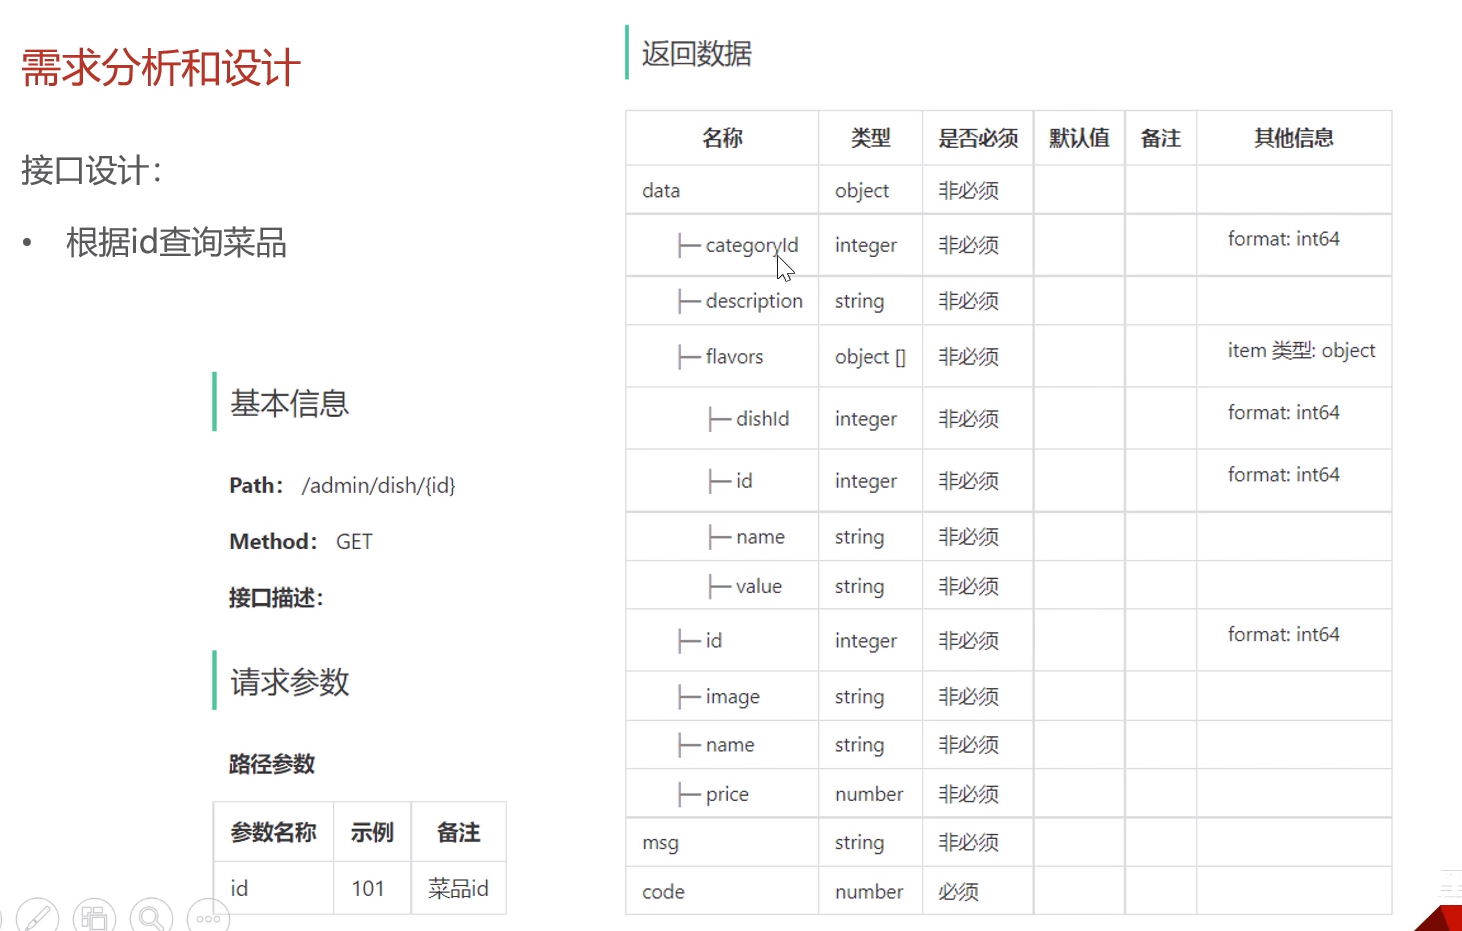 需求分析和设计
接口设计：
• 根据id查询菜品
基本信息
Path： /admin/dish/{id}
Method： GET
接口描述：
请求参数
路径参数
参数名称 示例 备注
id 101 菜品id
返回数据
名称 类型 是否必须 默认值 备注 其他信息
data object 非必须
├─ categoryId integer 非必须 format: int64
├─ description string 非必须
├─ flavors object [] 非必须 item 类型: object
├─ dishId integer 非必须 format: int64
├─ id integer 非必须 format: int64
├─ name string 非必须
├─ value string 非必须
├─ id integer 非必须 format: int64
├─ image string 非必须
├─ name string 非必须
├─ price number 非必须
msg string 非必须
code number 必须